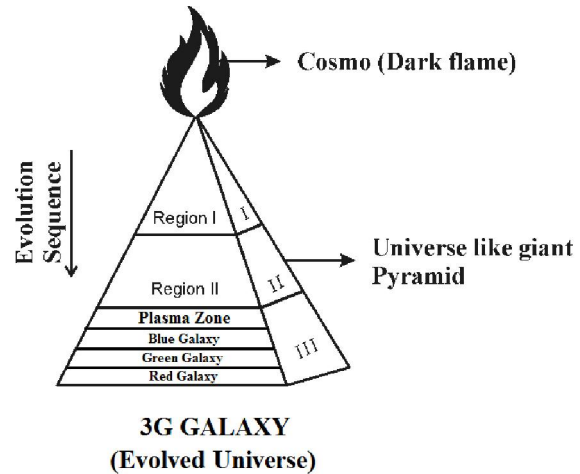 Cosmo (Dark flame)
Evolution
Sequence
Region I
I
Universe like giant
Pyramid
Region II
II
Plasma Zone
Blue Galaxy
Green Galaxy
Red Galaxy
III
3G GALAXY
(Evolved Universe)